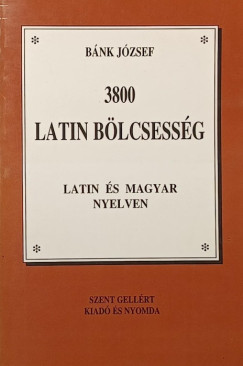 BÁNK JÓZSEF
3800
LATIN BÖLCSESSÉG
LATIN ÉS MAGYAR
NYELVEN
SZENT GELLÉRT
KIADÓ ÉS NYOMDA